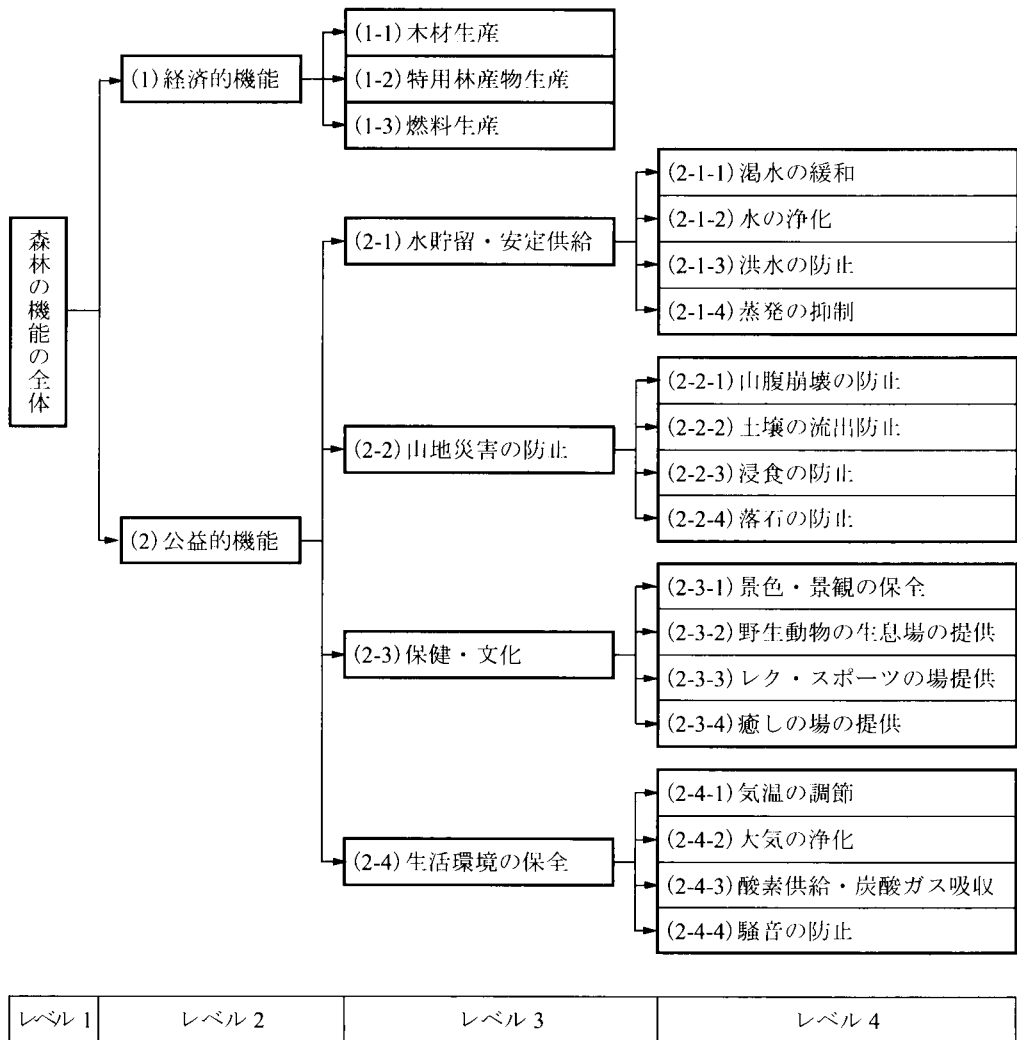 森林の機能の全体
(1)経済的機能
(1-1)木材生産
(1-2)特用林産物生産
(1-3)燃料生産
(2)公益的機能
(2-1)水貯留・安定供給
(2-1-1)渇水の緩和
(2-1-2)水の浄化
(2-1-3)洪水の防止
(2-1-4)蒸発の抑制
(2-2)山地災害の防止
(2-2-1)山腹崩壊の防止
(2-2-2)土壌の流出防止
(2-2-3)浸食の防止
(2-2-4)落石の防止
(2-3)保健・文化
(2-3-1)景色・景観の保全
(2-3-2)野生動物の生息場の提供
(2-3-3)レク・スポーツの場提供
(2-3-4)癒しの場の提供
(2-4)生活環境の保全
(2-4-1)気温の調節
(2-4-2)大気の浄化
(2-4-3)酸素供給・炭酸ガス吸収
(2-4-4)騒音の防止
レベル1 レベル2 レベル3 レベル4